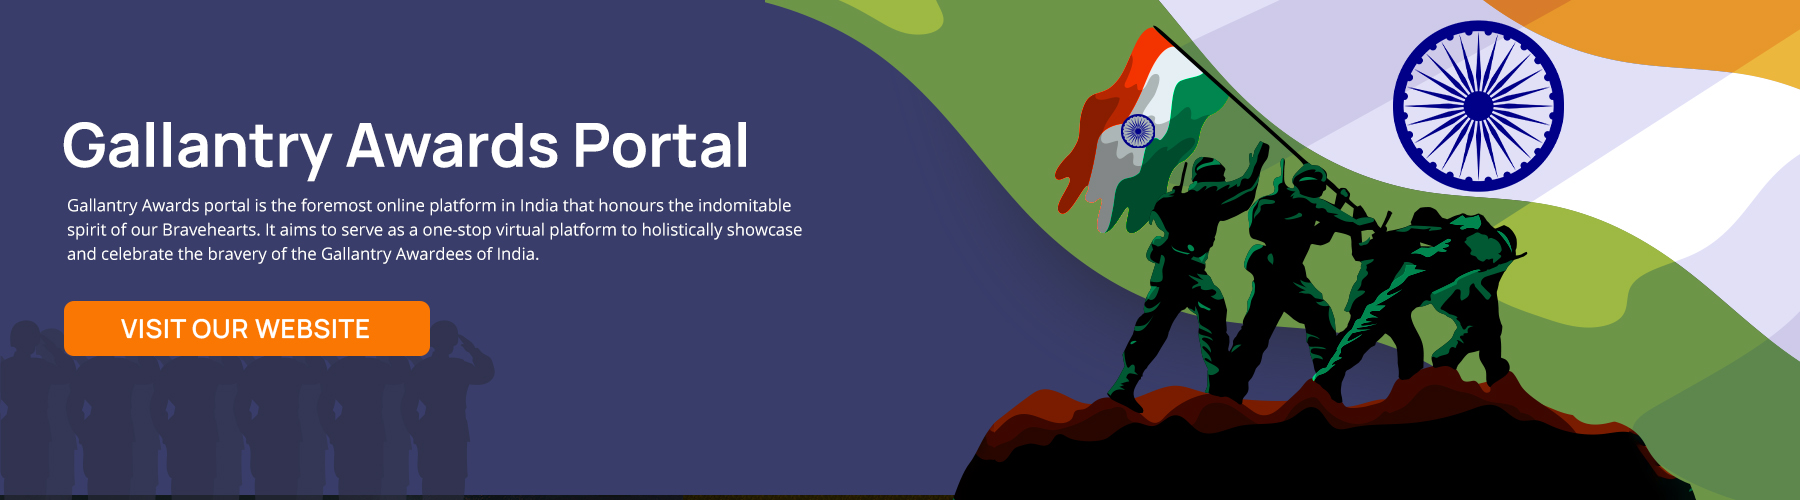 Gallantry Awards Portal
Gallantry Awards portal is the foremost online platform in India that honours the indomitable
spirit of our Bravehearts. It aims to serve as a one-stop virtual platform to holistically showcase
and celebrate the bravery of the Gallantry Awardees of India.
VISIT OUR WEBSITE